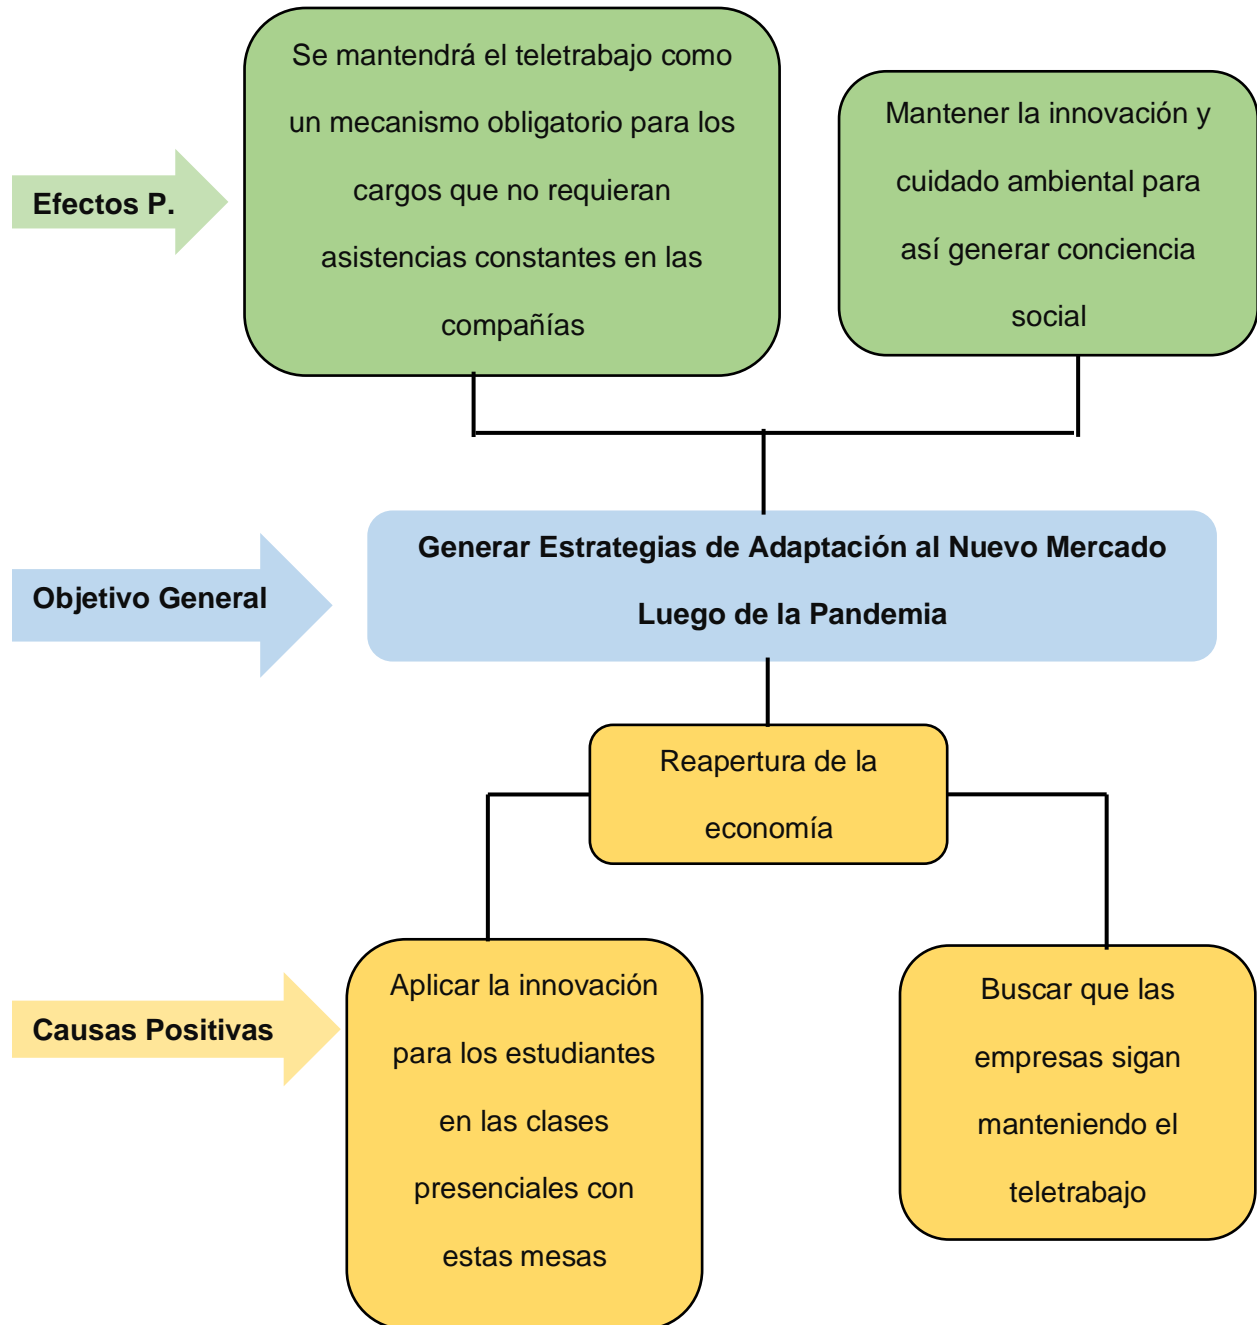 Se mantendrá el teletrabajo como
un mecanismo obligatorio para los
cargos que no requieran
asistencias constantes en las
compañías
Mantener la innovación y
cuidado ambiental para
así generar conciencia
social
Efectos P.
Generar Estrategias de Adaptación al Nuevo Mercado
Luego de la Pandemia
Objetivo General
Reapertura de la
economía
Aplicar la innovación
para los estudiantes
en las clases
presenciales con
estas mesas
Buscar que las
empresas sigan
manteniendo el
teletrabajo
Causas Positivas